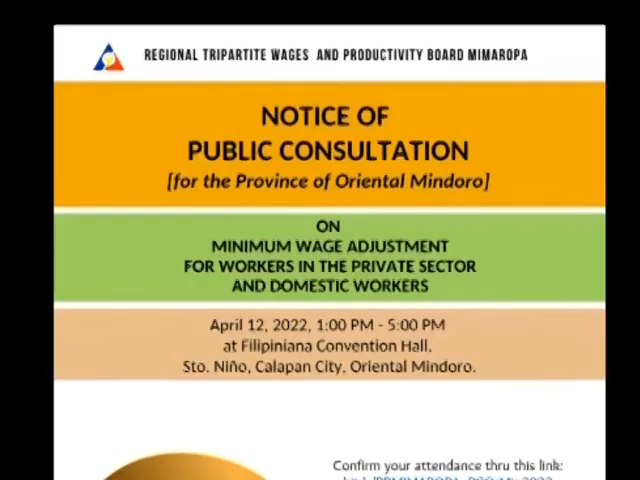 REGIONAL TRIPARTITE WAGES AND PRODUCTIVITY BOARD MIMAROPA
NOTICE OF
PUBLIC CONSULTATION
[for the Province of Oriental Mindoro]
ON
MINIMUM WAGE ADJUSTMENT
FOR WORKERS IN THE PRIVATE SECTOR
AND DOMESTIC WORKERS
April 12, 2022, 1:00 PM - 5:00 PM
at Filipiniana Convention Hall,
Sto. Niño, Calapan City, Oriental Mindoro.
Confirm your attendance thru this link: